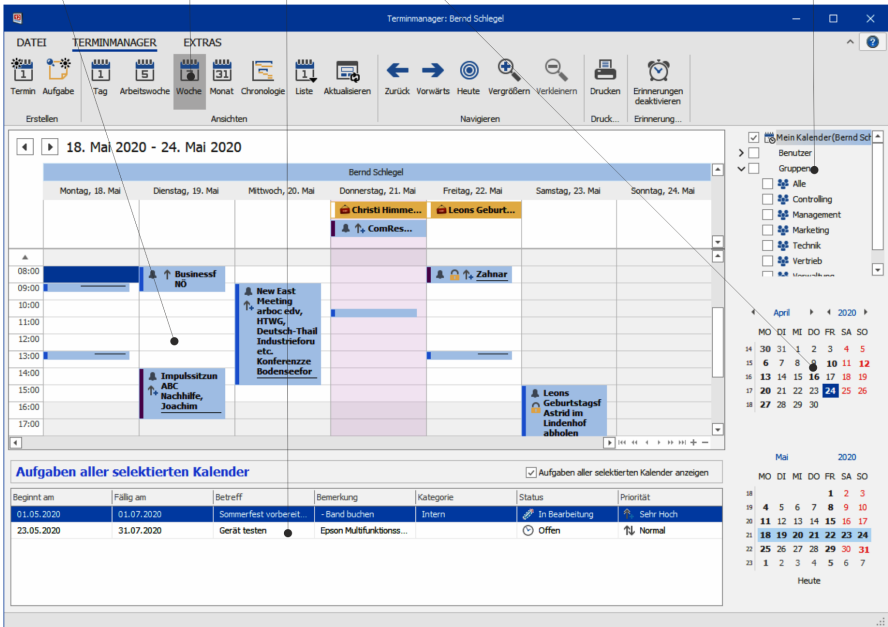 Terminmanager: Bernd Schlegel
DATEI TERMINMANAGER EXTRAS
Termin Aufgabe Tag Arbeitswoche Woche Monat Chronologie Liste Aktualisieren Zurück Vorwärts Heute Vergrößern Verkleinern Drucken Erinnerungen deaktivieren
Erstellen Ansichten Navigieren Druck... Erinnerung...
18. Mai 2020 - 24. Mai 2020
Bernd Schlegel
Montag, 18. Mai Dienstag, 19. Mai Mittwoch, 20. Mai Donnerstag, 21. Mai Freitag, 22. Mai Samstag, 23. Mai Sonntag, 24. Mai
Christi Himme... Leons Geburt...
ComRes...
08:00
09:00
10:00
11:00
12:00
13:00
14:00
15:00
16:00
17:00
Businessf
NÖ
Impulssitzun
ABC
Nachhilfe,
Joachim
New East
Meeting
arboc edv,
HTWG,
Deutsch-Thail
Industrieforu
etc.
Konferenzze
Bodenseefor
Zahnar
Leons
Geburtstagsf
Astrid im
Lindenhof
abholen
Mein Kalender(Bernd Sch
Benutzer
Gruppen
Alle
Controlling
Management
Marketing
Technik
Vertrieb
Verwaltung
April 2020
MO DI MI DO FR SA SO
14 30 31 1 2 3 4 5
15 6 7 8 9 10 11 12
16 13 14 15 16 17 18 19
17 20 21 22 23 24 25 26
18 27 28 29 30
Mai 2020
MO DI MI DO FR SA SO
18 1 2 3
19 4 5 6 7 8 9 10
20 11 12 13 14 15 16 17
21 18 19 20 21 22 23 24
22 25 26 27 28 29 30 31
23 1 2 3 4 5 6 7
Heute
Aufgaben aller selektierten Kalender
Aufgaben aller selektierten Kalender anzeigen
Beginnt am Fällig am Betreff Bemerkung Kategorie Status Priorität
01.05.2020 01.07.2020 Sommerfest vorbereit... - Band buchen Intern In Bearbeitung Sehr Hoch
23.05.2020 31.07.2020 Gerät testen Epson Multifunktionss... Offen Normal